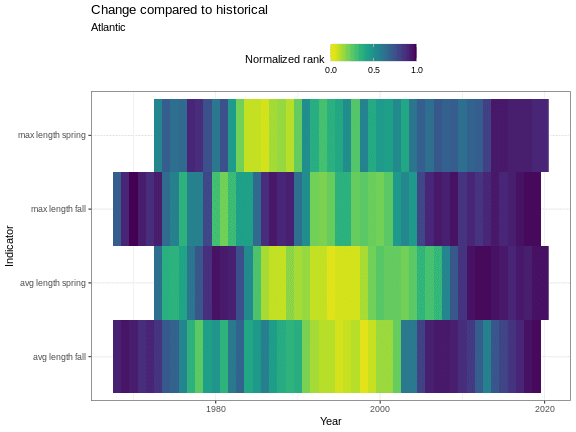 Change compared to historical
Atlantic
Normalized rank
0.0 0.5 1.0
max length spring
max length fall
avg length spring
avg length fall
Indicator
1980 2000 2020
Year